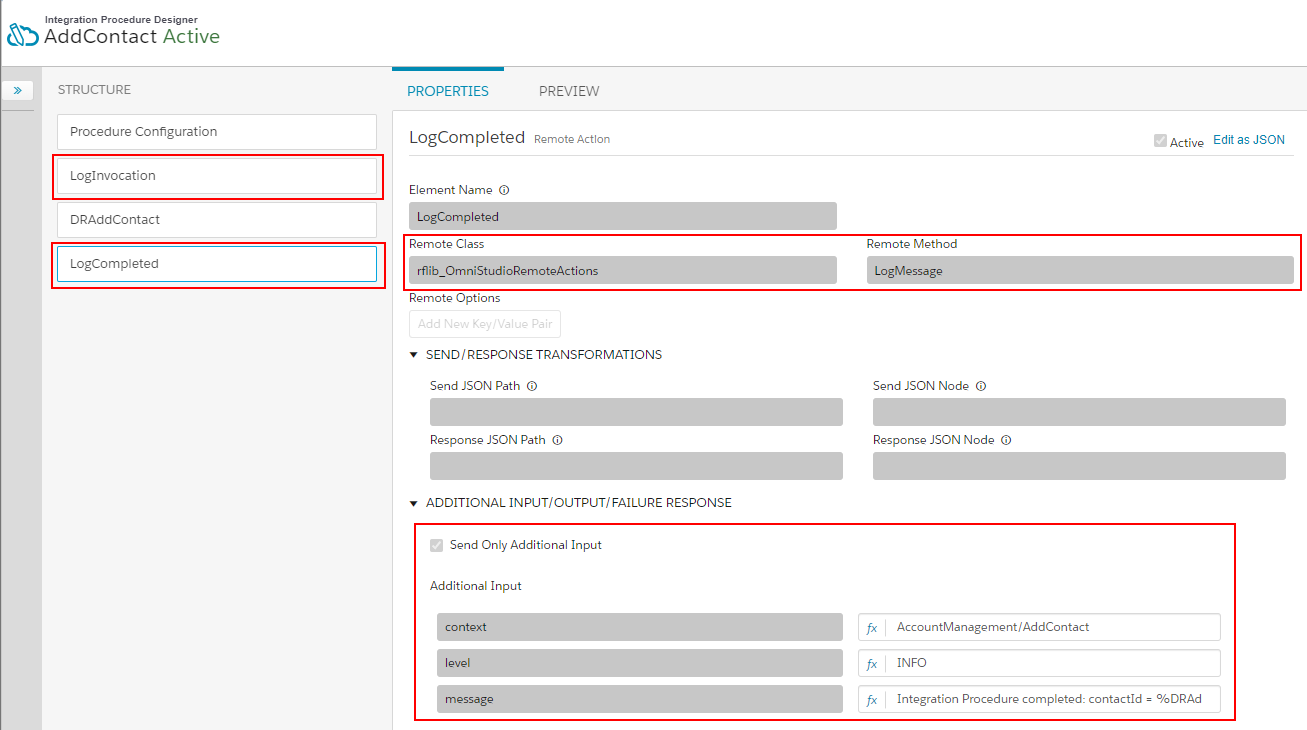 Integration Procedure Designer
AddContact Active
»
STRUCTURE
Procedure Configuration
LogInvocation
DRAddContact
LogCompleted
PROPERTIES PREVIEW
LogCompleted Remote Action
Active Edit as JSON
Element Name
LogCompleted
Remote Class Remote Method
rflib_OmniStudioRemoteActions LogMessage
Remote Options
Add New Key/Value Pair
SEND/RESPONSE TRANSFORMATIONS
Send JSON Path Send JSON Node
Response JSON Path Response JSON Node
ADDITIONAL INPUT/OUTPUT/FAILURE RESPONSE
Send Only Additional Input
Additional Input
context fx AccountManagement/AddContact
level fx INFO
message fx Integration Procedure completed: contactId = %DRAd